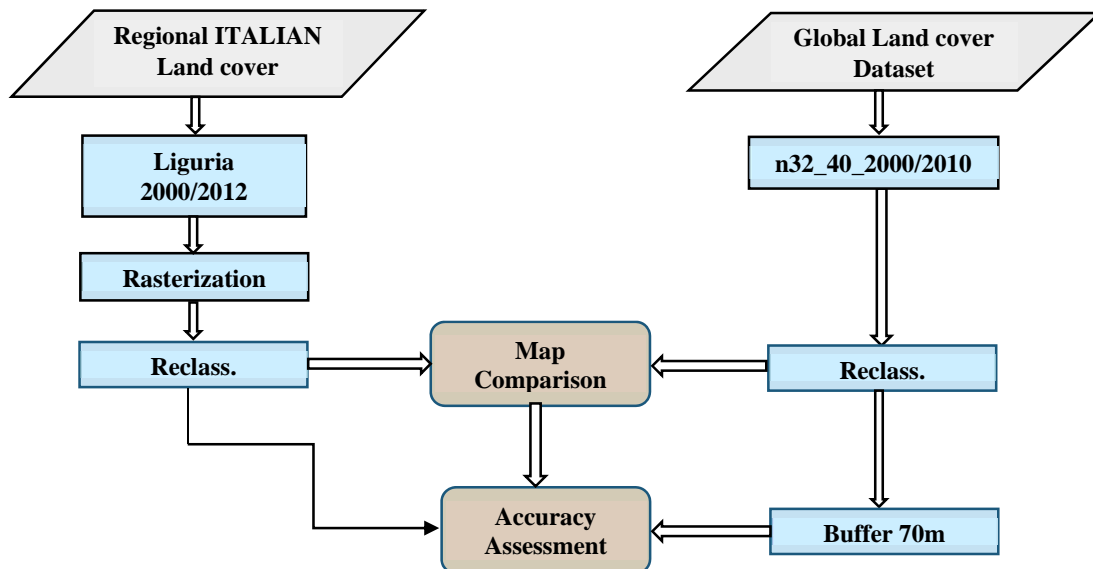 Regional ITALIAN
Land cover
Global Land cover
Dataset
Liguria
2000/2012
n32_40_2000/2010
Rasterization
Reclass.
Map
Comparison
Reclass.
Accuracy
Assessment
Buffer 70m